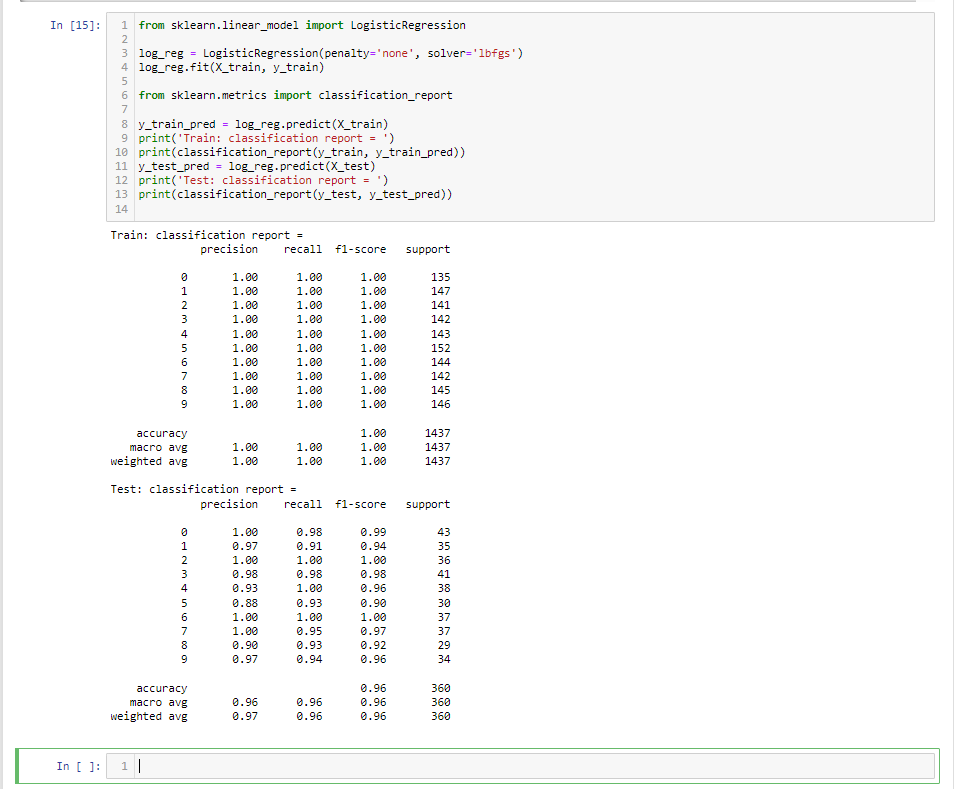 In [15]:
1 from sklearn.linear_model import LogisticRegression
2
3 log_reg = LogisticRegression(penalty='none', solver='lbfgs')
4 log_reg.fit(X_train, y_train)
5
6 from sklearn.metrics import classification_report
7
8 y_train_pred = log_reg.predict(X_train)
9 print('Train: classification report = ')
10 print(classification_report(y_train, y_train_pred))
11 y_test_pred = log_reg.predict(X_test)
12 print('Test: classification report = ')
13 print(classification_report(y_test, y_test_pred))
14
Train: classification report =
precision recall f1-score support
0 1.00 1.00 1.00 135
1 1.00 1.00 1.00 147
2 1.00 1.00 1.00 141
3 1.00 1.00 1.00 142
4 1.00 1.00 1.00 143
5 1.00 1.00 1.00 152
6 1.00 1.00 1.00 144
7 1.00 1.00 1.00 142
8 1.00 1.00 1.00 145
9 1.00 1.00 1.00 146
accuracy 1.00 1437
macro avg 1.00 1.00 1.00 1437
weighted avg 1.00 1.00 1.00 1437
Test: classification report =
precision recall f1-score support
0 1.00 0.98 0.99 43
1 0.97 0.91 0.94 35
2 1.00 1.00 1.00 36
3 0.98 0.98 0.98 41
4 0.93 1.00 0.96 38
5 0.88 0.93 0.90 30
6 1.00 1.00 1.00 37
7 1.00 0.95 0.97 37
8 0.90 0.93 0.92 29
9 0.97 0.94 0.96 34
accuracy 0.96 360
macro avg 0.96 0.96 0.96 360
weighted avg 0.97 0.96 0.96 360
In [ ]: 1